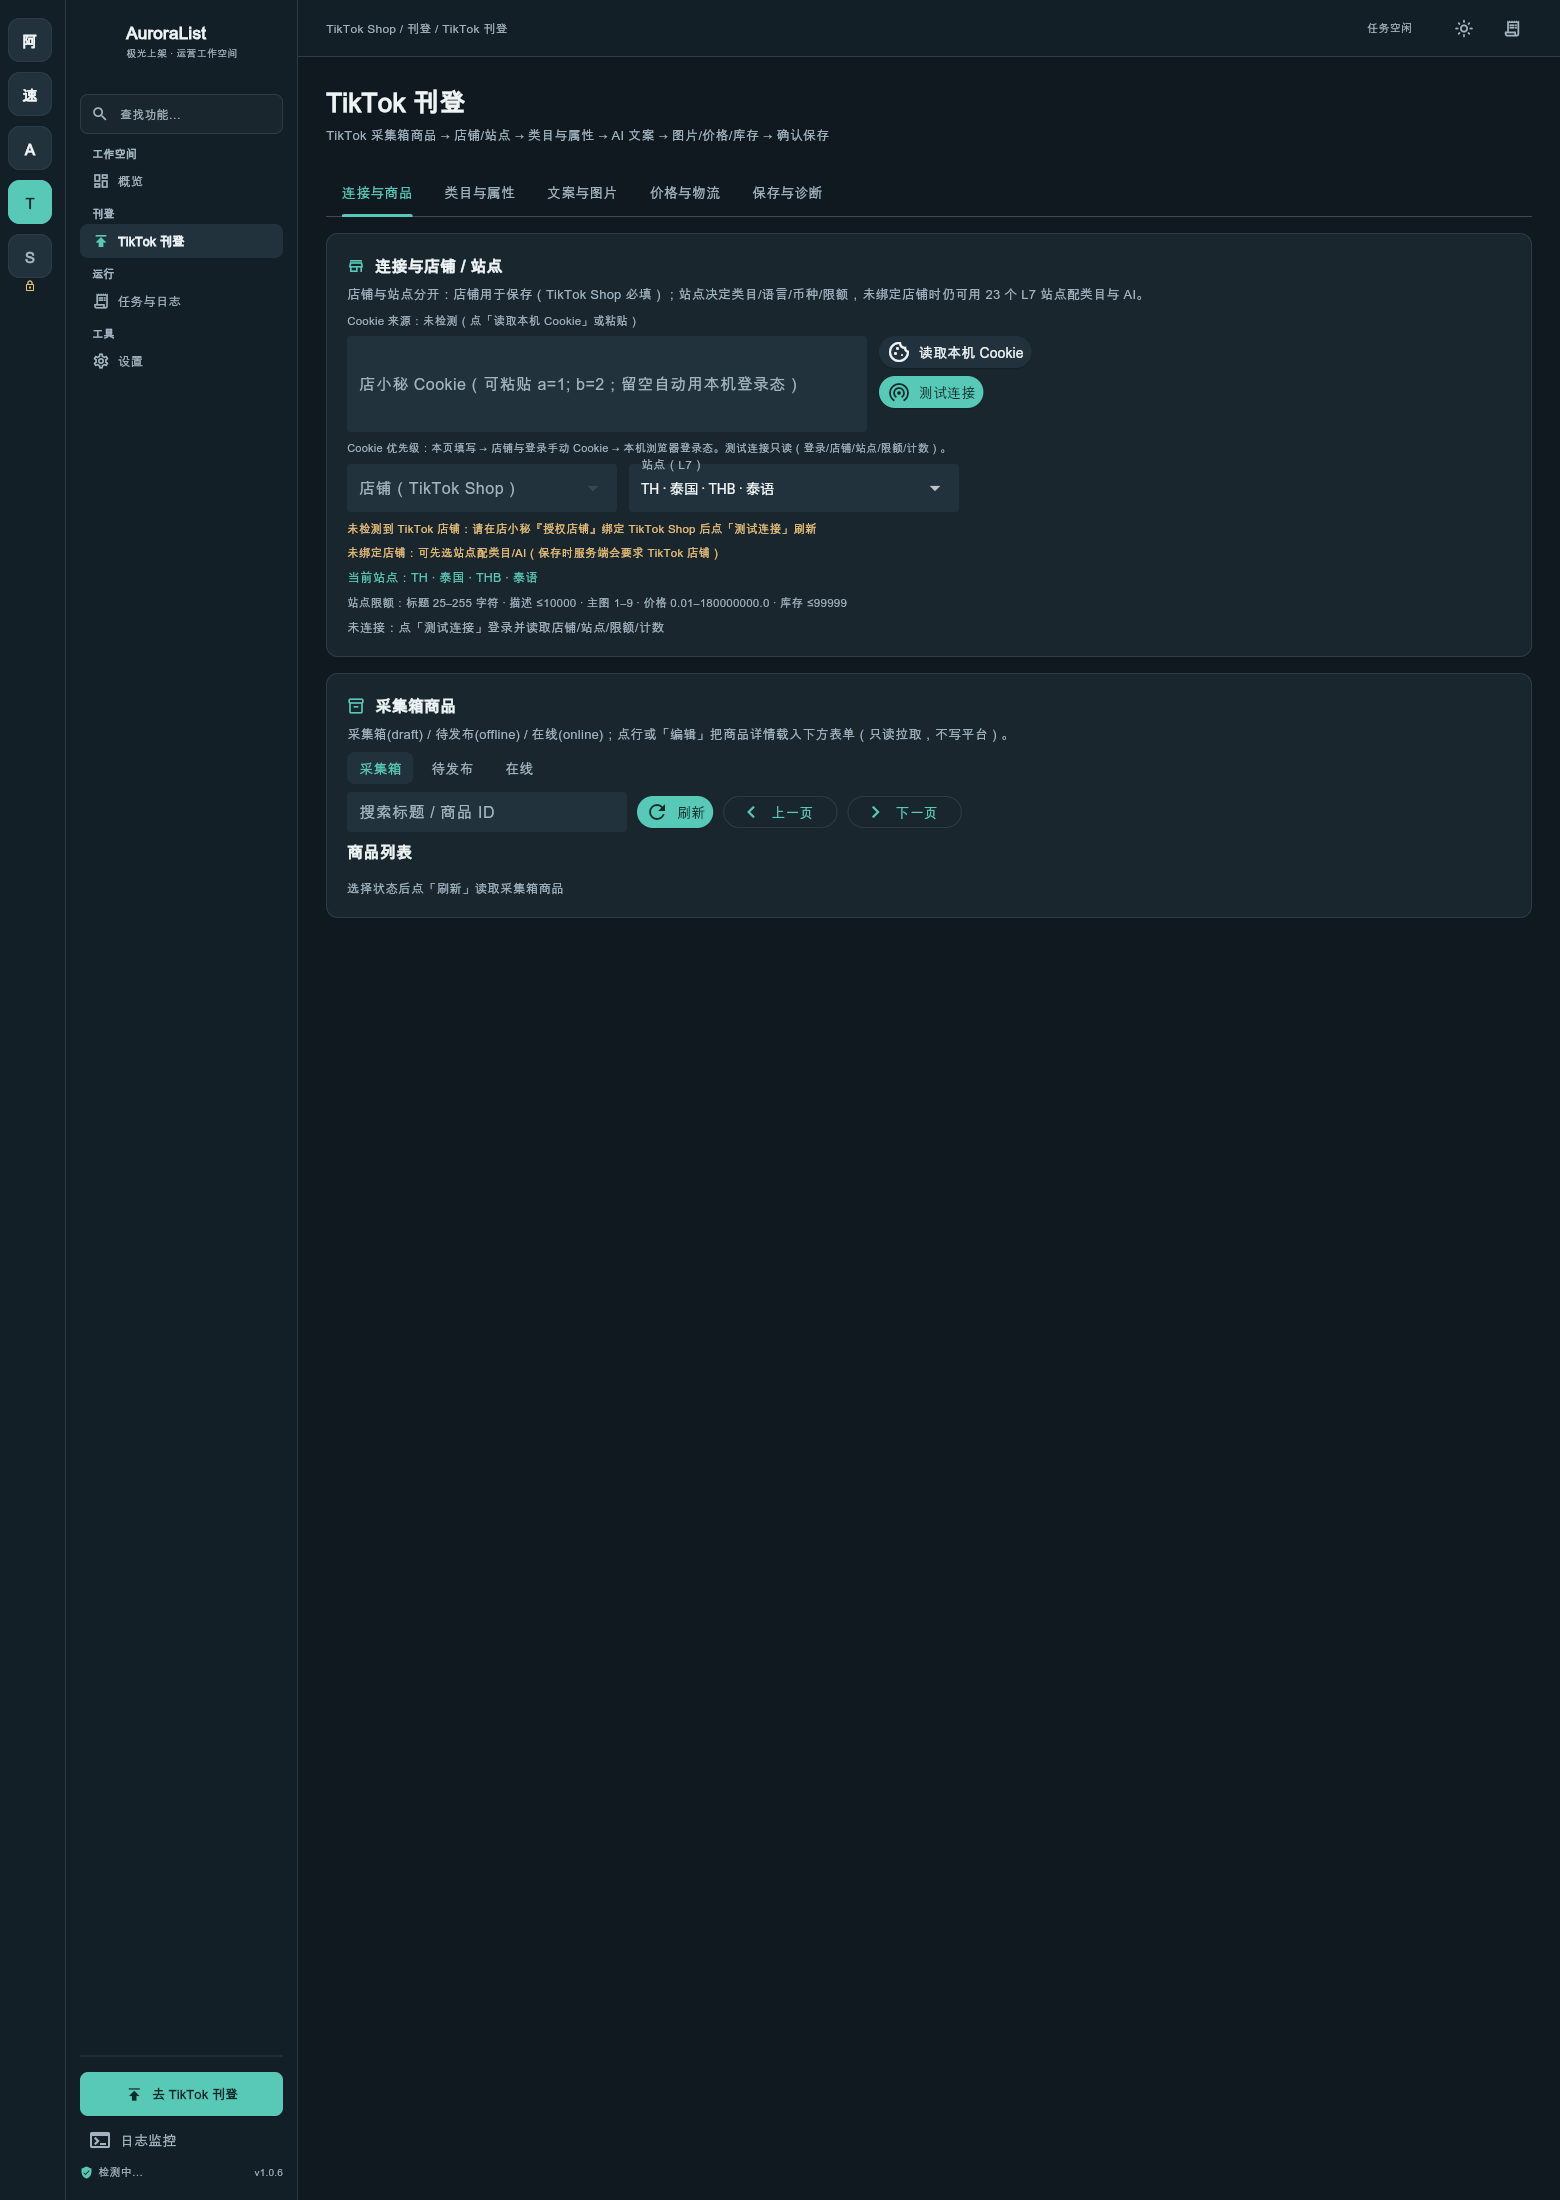 阿
速
A
T
S
AuroraList
极光上架 · 运营工作空间
查找功能...
工作空间
概览
刊登
TikTok 刊登
运行
任务与日志
工具
设置
去 TikTok 刊登
日志监控
检测中...
v1.0.6
TikTok Shop / 刊登 / TikTok 刊登
任务空闲
TikTok 刊登
TikTok 采集箱商品 → 店铺/站点 → 类目与属性 → AI 文案 → 图片/价格/库存 → 确认保存
连接与商品
类目与属性
文案与图片
价格与物流
保存与诊断
连接与店铺 / 站点
店铺与站点分开：店铺用于保存（TikTok Shop 必填）；站点决定类目/语言/币种/限额，未绑定店铺时仍可用 23 个 L7 站点配类目与 AI。
Cookie 来源：未检测（点「读取本机 Cookie」或粘贴）
店小秘 Cookie（可粘贴 a=1; b=2；留空自动用本机登录态）
读取本机 Cookie
测试连接
Cookie 优先级：本页填写 → 店铺与登录手动 Cookie → 本机浏览器登录态。测试连接只读（登录/店铺/站点/限额/计数）。
店铺（TikTok Shop）
站点（L7）
TH · 泰国 · THB · 泰语
未检测到 TikTok 店铺：请在店小秘『授权店铺』绑定 TikTok Shop 后点「测试连接」刷新
未绑定店铺：可先选站点配类目/AI（保存时服务端会要求 TikTok 店铺）
当前站点：TH · 泰国 · THB · 泰语
站点限额：标题 25–255 字符 · 描述 ≤10000 · 主图 1–9 · 价格 0.01–180000000.0 · 库存 ≤99999
未连接：点「测试连接」登录并读取店铺/站点/限额/计数
采集箱商品
采集箱(draft) / 待发布(offline) / 在线(online)；点行或「编辑」把商品详情载入下方表单（只读拉取，不写平台）。
采集箱
待发布
在线
搜索标题 / 商品 ID
刷新
上一页
下一页
商品列表
选择状态后点「刷新」读取采集箱商品